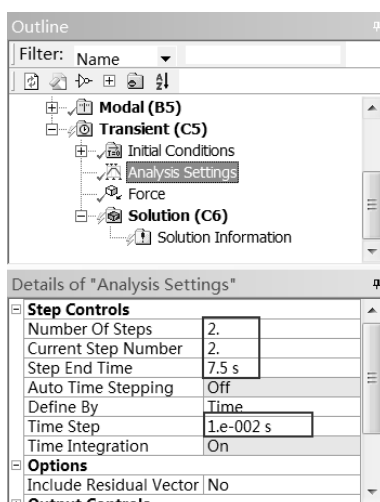 Outline
Filter: Name
Modal (B5)
Transient (C5)
Initial Conditions
Analysis Settings
Force
Solution (C6)
Solution Information
Details of "Analysis Settings"
Step Controls
Number Of Steps 2.
Current Step Number 2.
Step End Time 7.5 s
Auto Time Stepping Off
Define By Time
Time Step 1.e-002 s
Time Integration On
Options
Include Residual Vector No
Output Controls